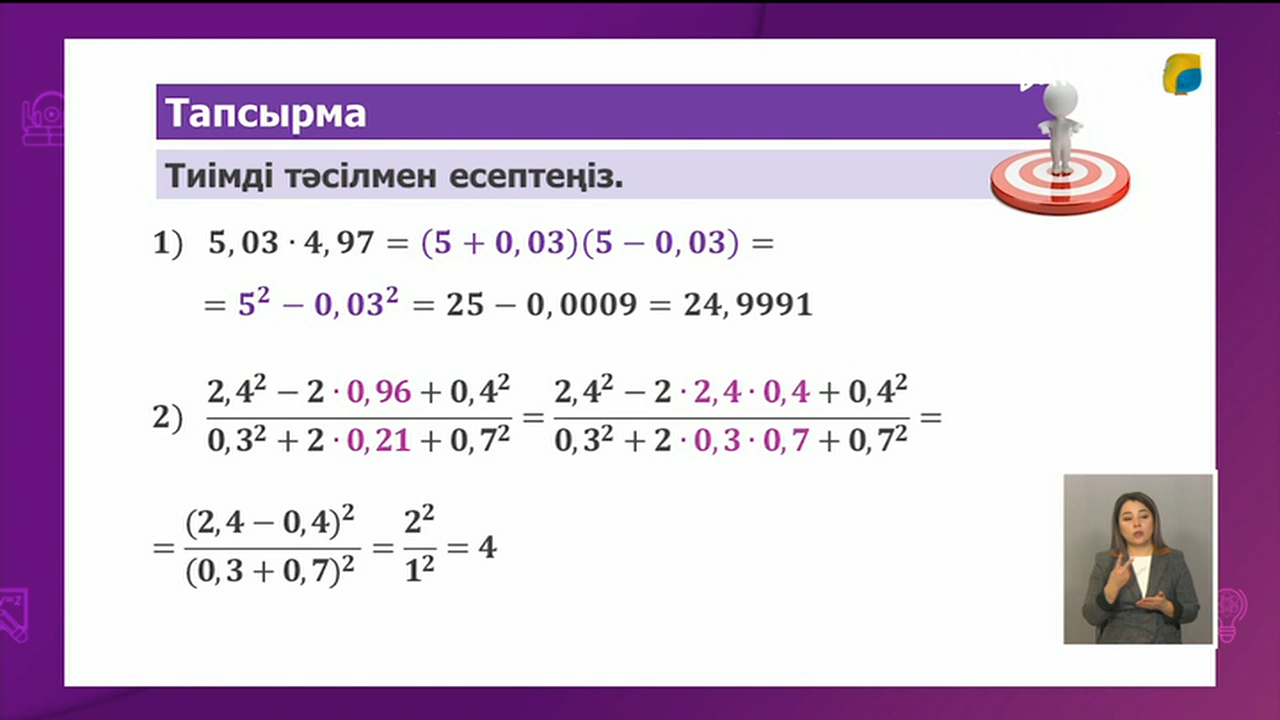 Тапсырма
Тиімді тәсілмен есептеңіз.
1) 5,03 · 4,97 = (5 + 0,03)(5 − 0,03) =
= 5² − 0,03² = 25 − 0,0009 = 24,9991
2) (2,4² − 2 · 0,96 + 0,4²)/(0,3² + 2 · 0,21 + 0,7²) = (2,4² − 2 · 2,4 · 0,4 + 0,4²)/(0,3² + 2 · 0,3 · 0,7 + 0,7²) =
= (2,4 − 0,4)²/(0,3 + 0,7)² = 2²/1² = 4